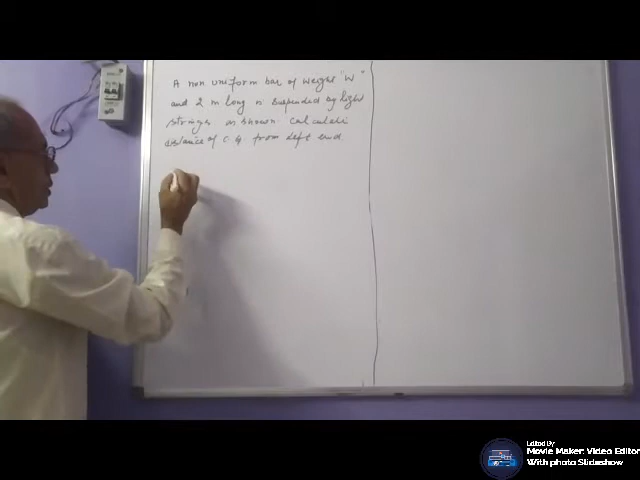 A non uniform bar of weight "W"
and 2 m long is suspended by light
strings as shown. Calculate
distance of C.G from left end.
Edited By
Movie Maker: Video Editor
With photo Slideshow